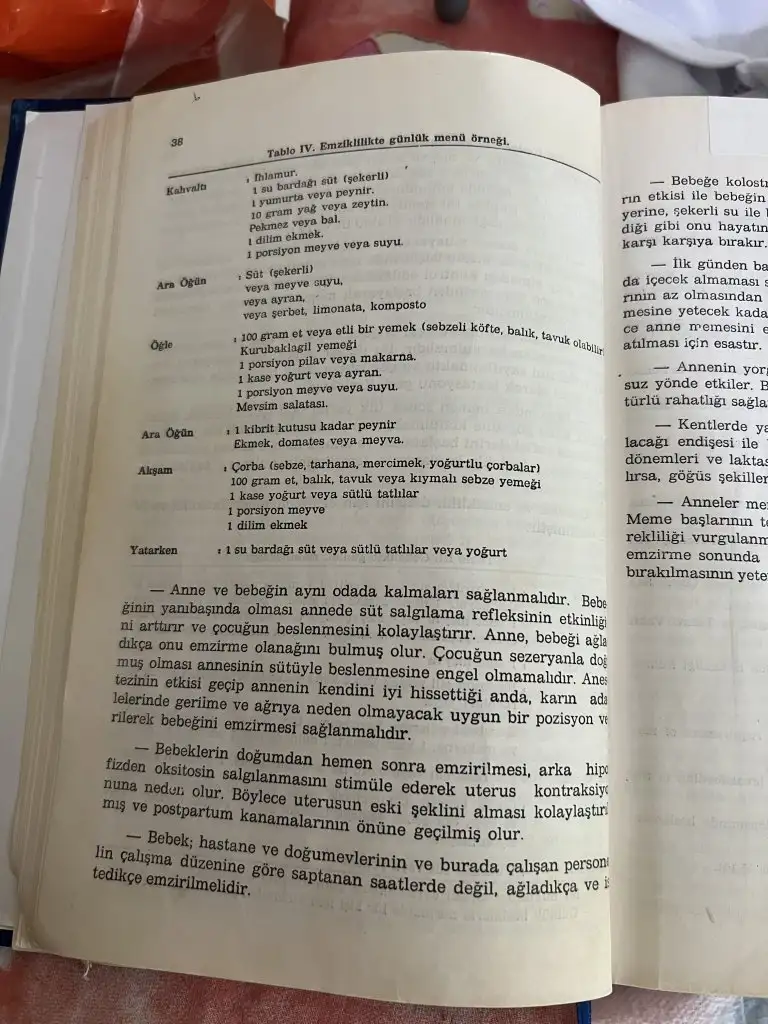 38
Tablo IV. Emziklilikte günlük menü örneği.
Kahvaltı : Ihlamur.
1 su bardağı süt (şekerli)
1 yumurta veya peynir.
10 gram yağ veya zeytin.
Pekmez veya bal.
1 dilim ekmek.
1 porsiyon meyve veya suyu.
Ara Öğün : Süt (şekerli)
veya meyve suyu,
veya ayran,
veya şerbet, limonata, komposto
Öğle : 100 gram et veya etli bir yemek (sebzeli köfte, balık, tavuk olabilir)
Kurubaklagil yemeği
1 porsiyon pilav veya makarna.
1 kase yoğurt veya ayran.
1 porsiyon meyve veya suyu.
Mevsim salatası.
Ara Öğün : 1 kibrit kutusu kadar peynir
Ekmek, domates veya meyva.
Akşam : Çorba (sebze, tarhana, mercimek, yoğurtlu çorbalar)
100 gram et, balık, tavuk veya kıymalı sebze yemeği
1 kase yoğurt veya sütlü tatlılar
1 porsiyon meyve
1 dilim ekmek
Yatarken : 1 su bardağı süt veya sütlü tatlılar veya yoğurt
— Anne ve bebeğin aynı odada kalmaları sağlanmalıdır. Bebe
ğinin yanıbaşında olması annede süt salgılama refleksinin etkinliği
ni arttırır ve çocuğun beslenmesini kolaylaştırır. Anne, bebeği ağla
dıkça onu emzirme olanağını bulmuş olur. Çocuğun sezeryanla doğ
muş olması annesinin sütüyle beslenmesine engel olmamalıdır. Anes
tezinin etkisi geçip annenin kendini iyi hissettiği anda, karın ada
lelerinde gerilme ve ağrıya neden olmayacak uygun bir pozisyon ve
rilerek bebeğini emzirmesi sağlanmalıdır.
— Bebeklerin doğumdan hemen sonra emzirilmesi, arka hipo
fizden oksitosin salgılanmasını stimüle ederek uterus kontraksiyo
nuna neden olur. Böylece uterusun eski şeklini alması kolaylaştırıl
mış ve postpartum kanamalarının önüne geçilmiş olur.
— Bebek; hastane ve doğumevlerinin ve burada çalışan persone
lin çalışma düzenine göre saptanan saatlerde değil, ağladıkça ve is
tedikçe emzirilmelidir.
— Bebeğe kolostr
rın etkisi ile bebeğin
yerine, şekerli su ile
diği gibi onu hayatın
karşı karşıya bırakır.
— İlk günden ba
da içecek almaması
rının az olmasından
mesine yetecek kada
ce anne memesini e
atılması için esastır.
— Annenin yor
suz yönde etkiler. B
türlü rahatlığı sağla
— Kentlerde ya
lacağı endişesi ile
dönemleri ve laktas
lırsa, göğüs şekiller
— Anneler me
Meme başlarının te
rekliliği vurgulanm
emzirme sonunda
bırakılmasının yete